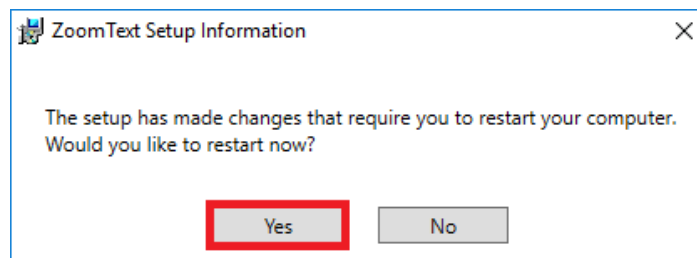 ZoomText Setup Information
The setup has made changes that require you to restart your computer.
Would you like to restart now?
Yes
No